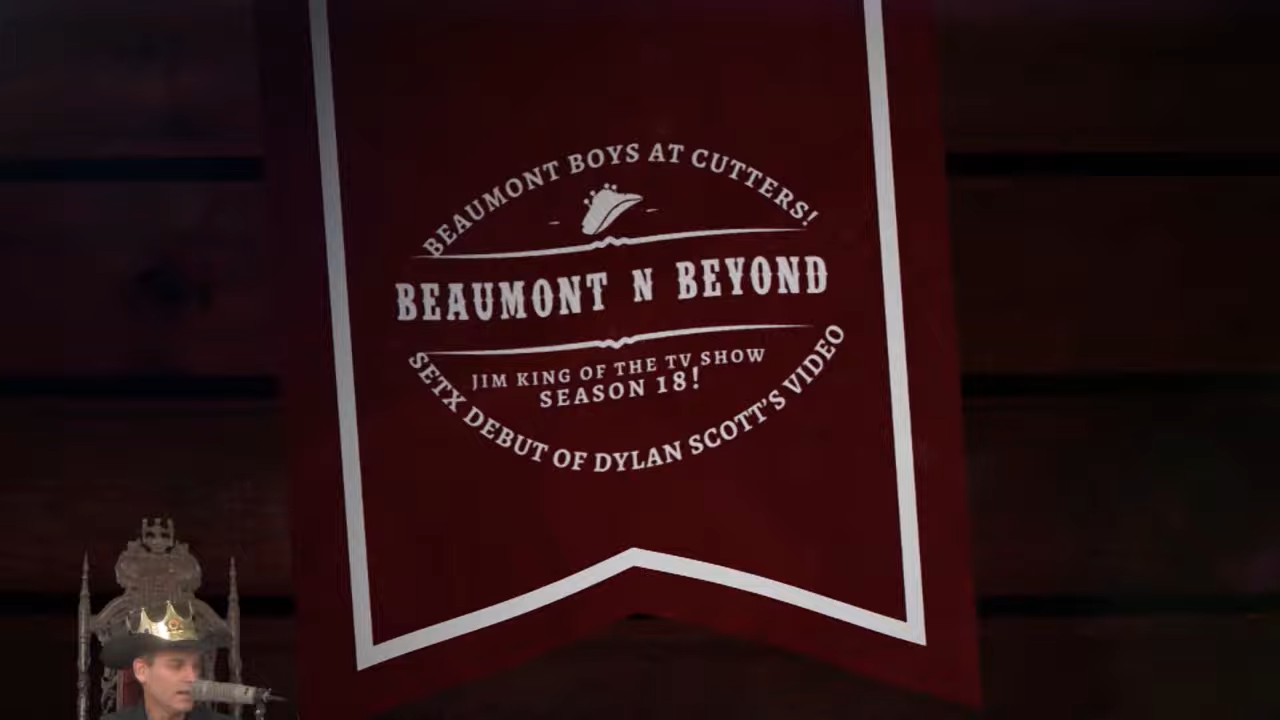 BEAUMONT BOYS AT CUTTERS!
BEAUMONT N BEYOND
JIM KING OF THE TV SHOW
SEASON 18!
SETX DEBUT OF DYLAN SCOTT'S VIDEO